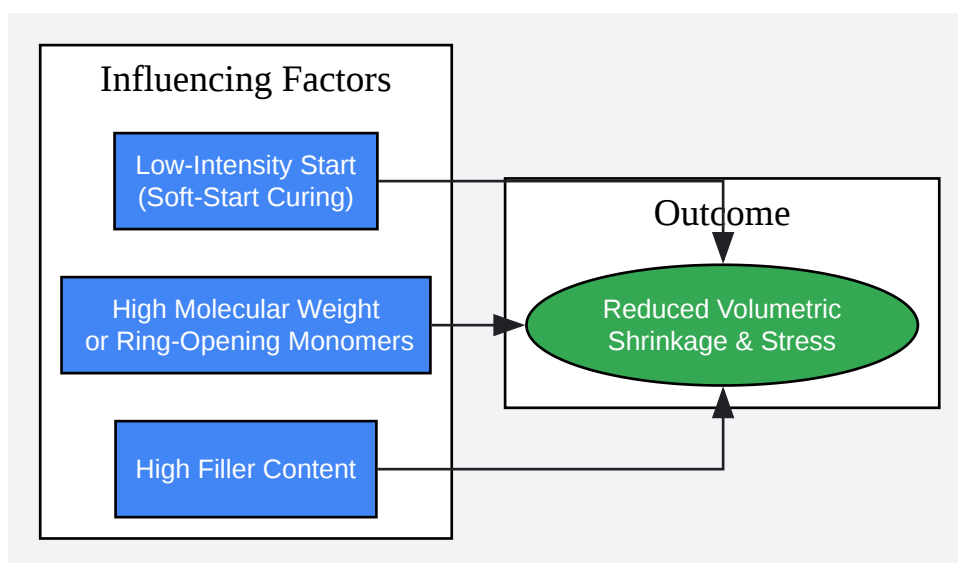 Influencing Factors
Low-Intensity Start
(Soft-Start Curing)
High Molecular Weight
or Ring-Opening Monomers
High Filler Content
Outcome
Reduced Volumetric
Shrinkage & Stress